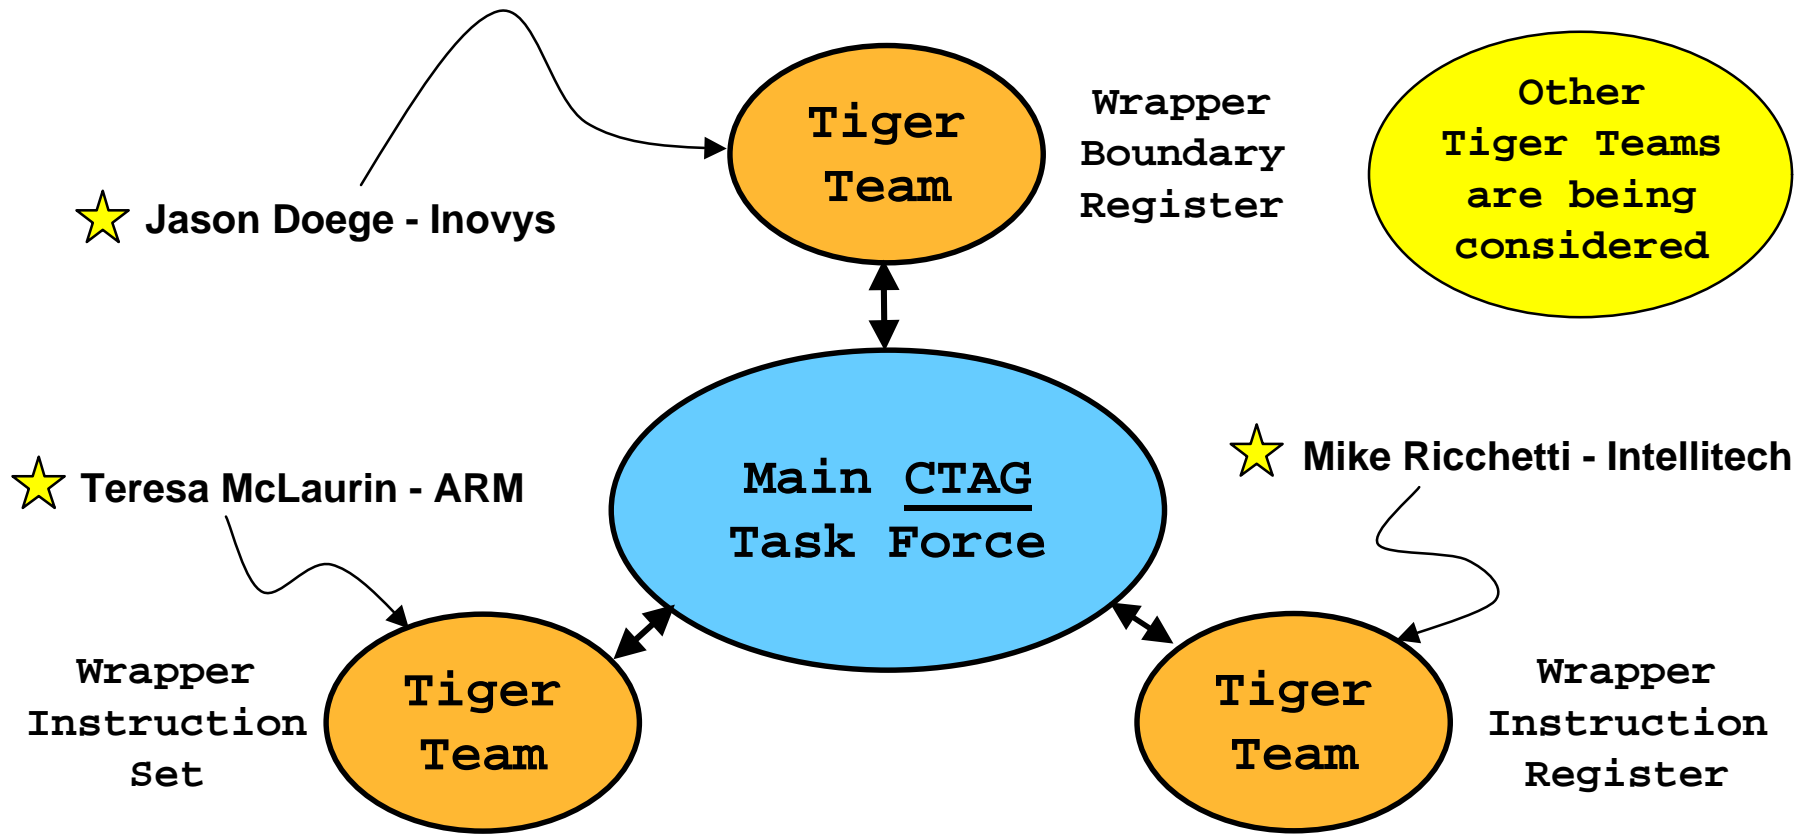 Tiger
Team
Wrapper
Boundary
Register
Other
Tiger Teams
are being
considered
Jason Doege - Inovys
Main CTAG
Task Force
Teresa McLaurin - ARM
Mike Ricchetti - Intellitech
Wrapper
Instruction
Set
Tiger
Team
Tiger
Team
Wrapper
Instruction
Register